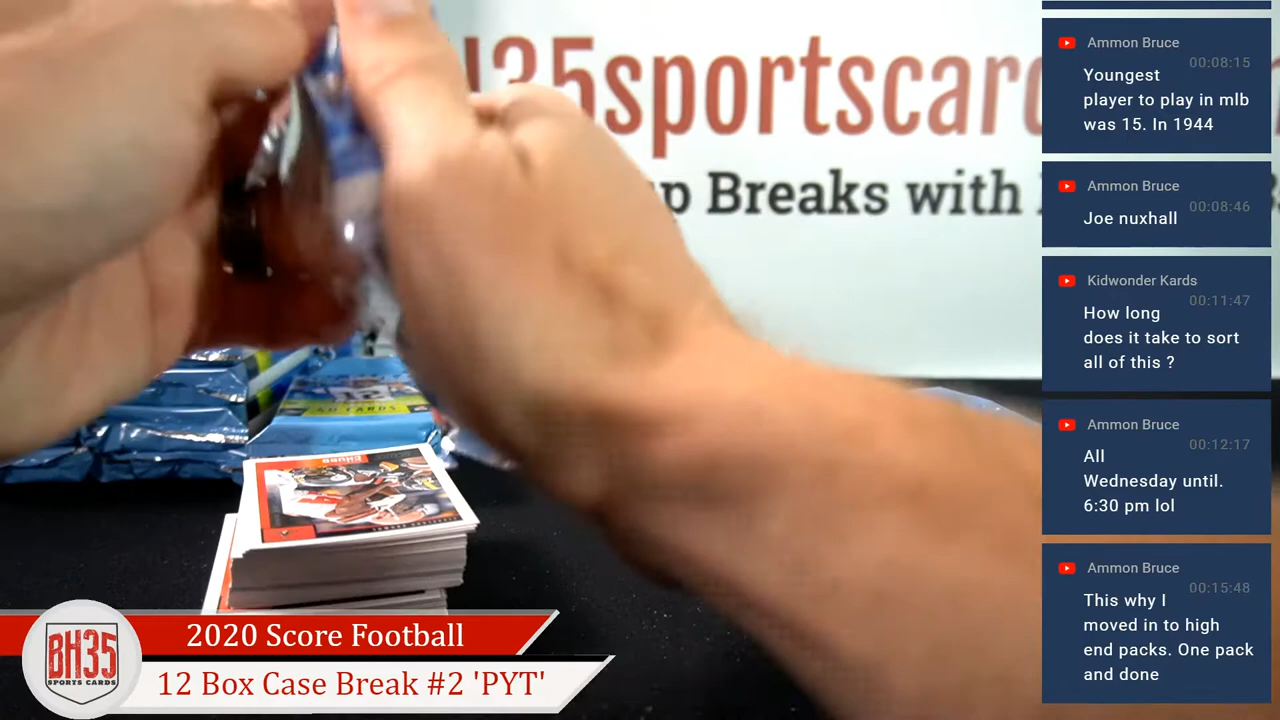 H35sportscard
p Breaks with
40 CARDS
CHUBB
Ammon Bruce
00:08:15
Youngest
player to play in mlb
was 15. In 1944
Ammon Bruce
00:08:46
Joe nuxhall
Kidwonder Kards
00:11:47
How long
does it take to sort
all of this ?
Ammon Bruce
00:12:17
All
Wednesday until.
6:30 pm lol
Ammon Bruce
00:15:48
This why I
moved in to high
end packs. One pack
and done
BH35
SPORTS CARDS
2020 Score Football
12 Box Case Break #2 'PYT'